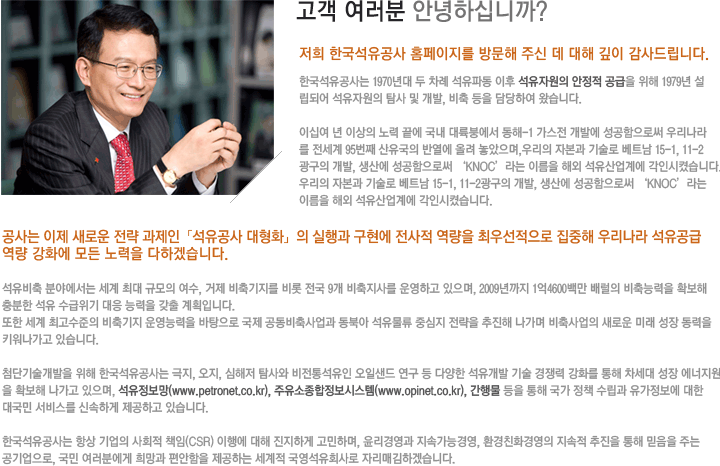 고객 여러분 안녕하십니까?
저희 한국석유공사 홈페이지를 방문해 주신 데 대해 깊이 감사드립니다.
한국석유공사는 1970년대 두 차례 석유파동 이후 석유자원의 안정적 공급을 위해 1979년 설
립되어 석유자원의 탐사 및 개발, 비축 등을 담당하여 왔습니다.
이십여 년 이상의 노력 끝에 국내 대륙붕에서 동해-1 가스전 개발에 성공함으로써 우리나라
를 전세계 95번째 산유국의 반열에 올려 놓았으며,우리의 자본과 기술로 베트남 15-1, 11-2
광구의 개발, 생산에 성공함으로써 ‘KNOC’라는 이름을 해외 석유산업계에 각인시켰습니다.
우리의 자본과 기술로 베트남 15-1, 11-2광구의 개발, 생산에 성공함으로써 ‘KNOC’라는
이름을 해외 석유산업계에 각인시켰습니다.
공사는 이제 새로운 전략 과제인「석유공사 대형화」의 실행과 구현에 전사적 역량을 최우선적으로 집중해 우리나라 석유공급
역량 강화에 모든 노력을 다하겠습니다.
석유비축 분야에서는 세계 최대 규모의 여수, 거제 비축기지를 비롯 전국 9개 비축지사를 운영하고 있으며, 2009년까지 1억4600백만 배럴의 비축능력을 확보해
충분한 석유 수급위기 대응 능력을 갖출 계획입니다.
또한 세계 최고수준의 비축기지 운영능력을 바탕으로 국제 공동비축사업과 동북아 석유물류 중심지 전략을 추진해 나가며 비축사업의 새로운 미래 성장 동력을
키워나가고 있습니다.
첨단기술개발을 위해 한국석유공사는 극지, 오지, 심해저 탐사와 비전통석유인 오일샌드 연구 등 다양한 석유개발 기술 경쟁력 강화를 통해 차세대 성장 에너지원
을 확보해 나가고 있으며, 석유정보망(www.petronet.co.kr), 주유소종합정보시스템(www.opinet.co.kr), 간행물 등을 통해 국가 정책 수립과 유가정보에 대한
대국민 서비스를 신속하게 제공하고 있습니다.
한국석유공사는 항상 기업의 사회적 책임(CSR) 이행에 대해 진지하게 고민하며, 윤리경영과 지속가능경영, 환경친화경영의 지속적 추진을 통해 믿음을 주는
공기업으로, 국민 여러분에게 희망과 편안함을 제공하는 세계적 국영석유회사로 자리매김하겠습니다.